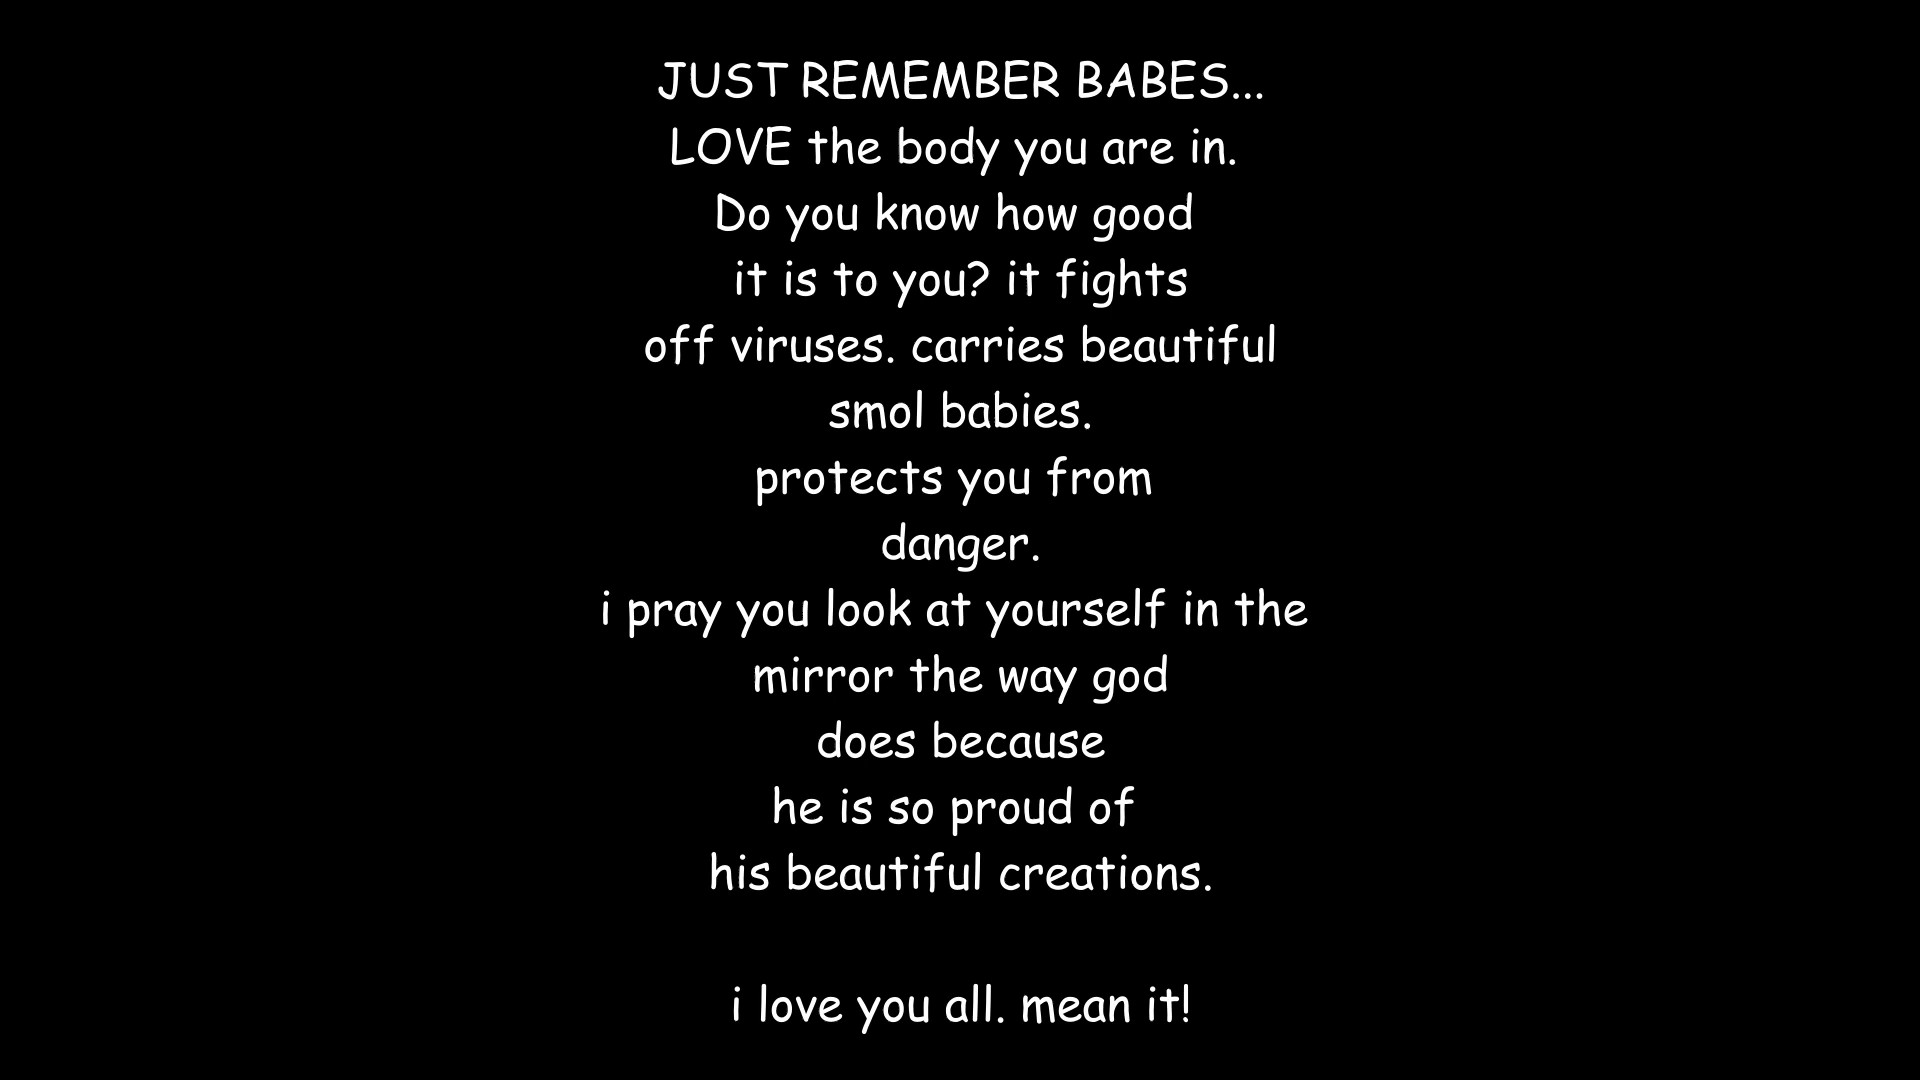 JUST REMEMBER BABES...
LOVE the body you are in.
Do you know how good
it is to you? it fights
off viruses. carries beautiful
smol babies.
protects you from
danger.
i pray you look at yourself in the
mirror the way god
does because
he is so proud of
his beautiful creations.
i love you all. mean it!